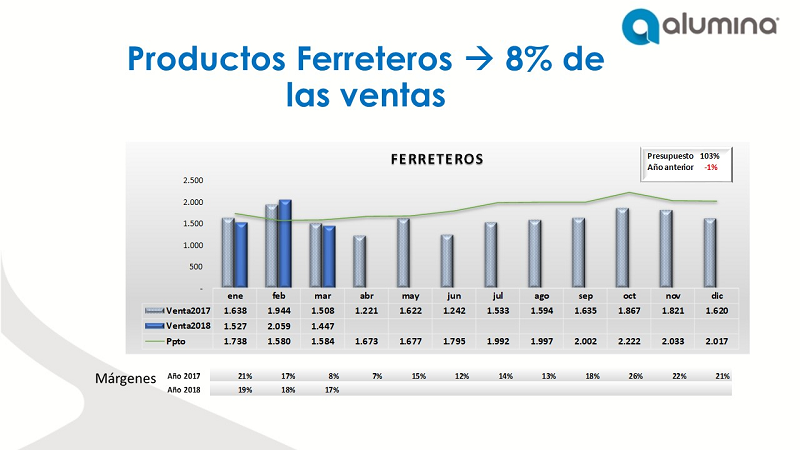 alumina
Productos Ferreteros → 8% de
las ventas
FERRETEROS
Presupuesto 103%
Año anterior -1%
2.500
2.000
1.500
1.000
500
-
ene feb mar abr may jun jul ago sep oct nov dic
Venta2017 1.638 1.944 1.508 1.221 1.622 1.242 1.533 1.594 1.635 1.867 1.821 1.620
Venta2018 1.527 2.059 1.447
Ppto 1.738 1.580 1.584 1.673 1.677 1.795 1.992 1.997 2.002 2.222 2.033 2.017
Márgenes Año 2017 21% 17% 8% 7% 15% 12% 14% 13% 18% 26% 22% 21%
Año 2018 19% 18% 17%